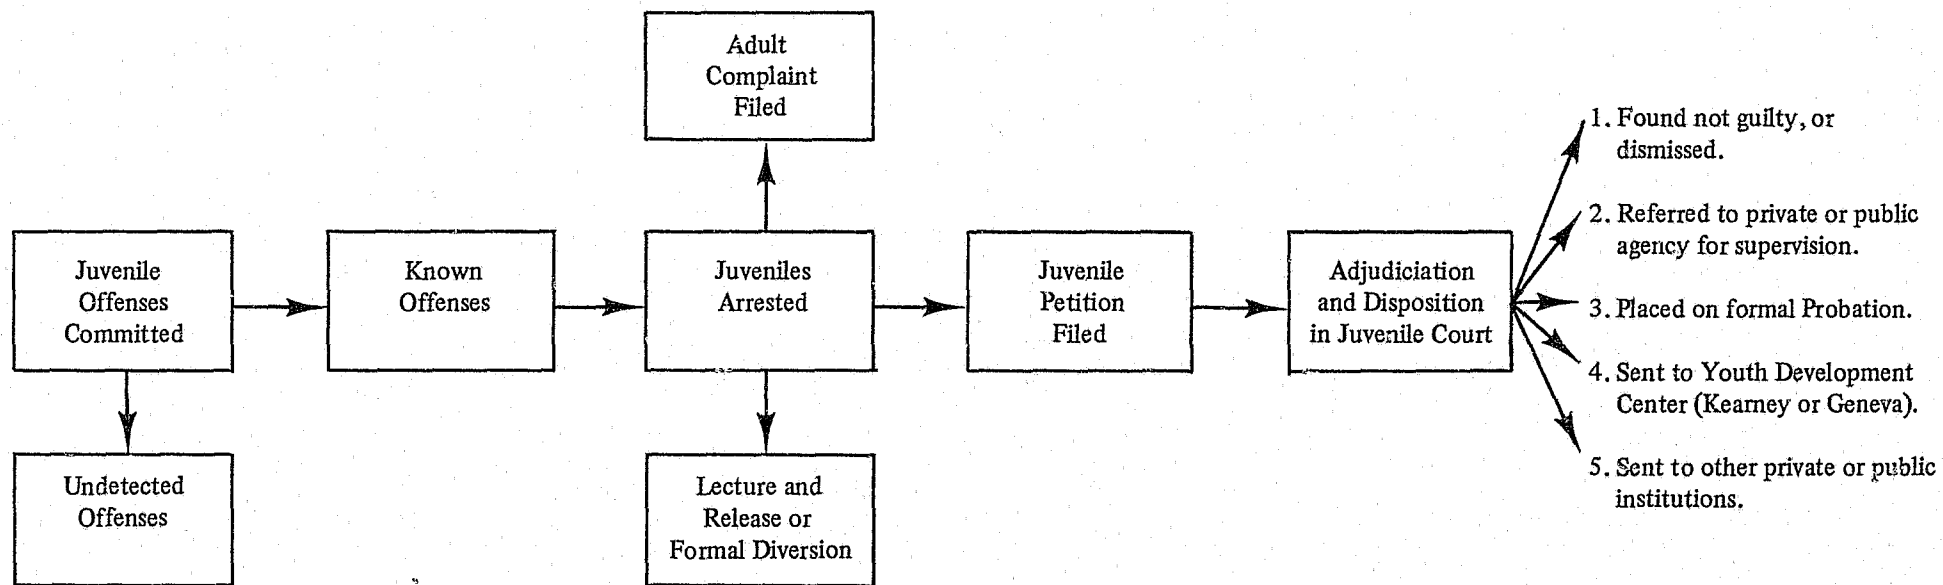 Adult
Complaint
Filed
Juvenile
Offenses
Committed
Known
Offenses
Juveniles
Arrested
Juvenile
Petition
Filed
Adjudiciation
and Disposition
in Juvenile Court
1. Found not guilty, or
dismissed.
2. Referred to private or public
agency for supervision.
3. Placed on formal Probation.
4. Sent to Youth Development
Center (Kearney or Geneva).
5. Sent to other private or public
institutions.
Undetected
Offenses
Lecture and
Release or
Formal Diversion